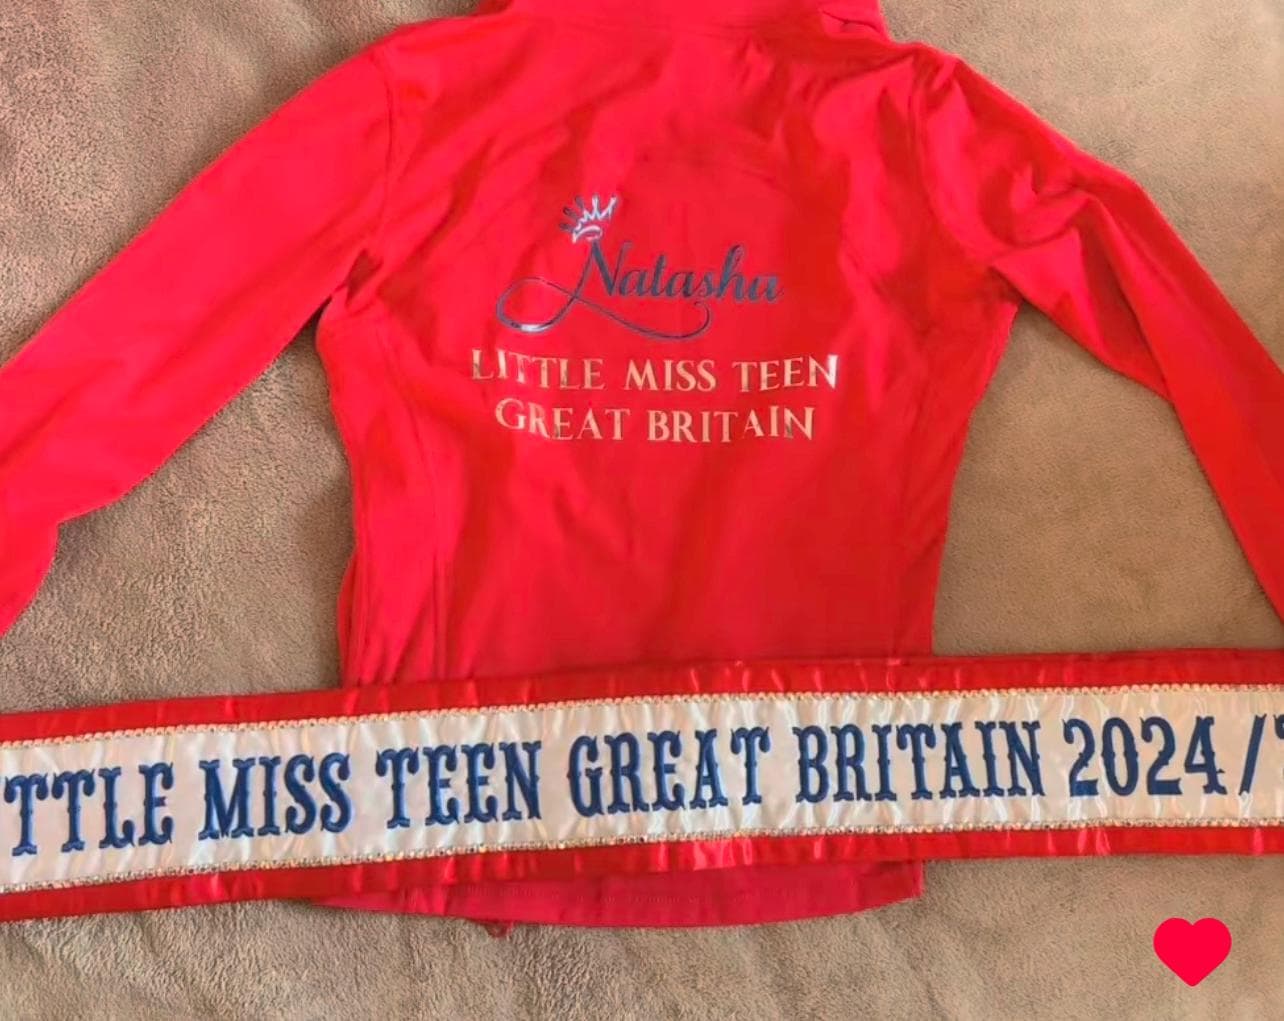 Natasha
LITTLE MISS TEEN
GREAT BRITAIN
TTLE MISS TEEN GREAT BRITAIN 2024 /